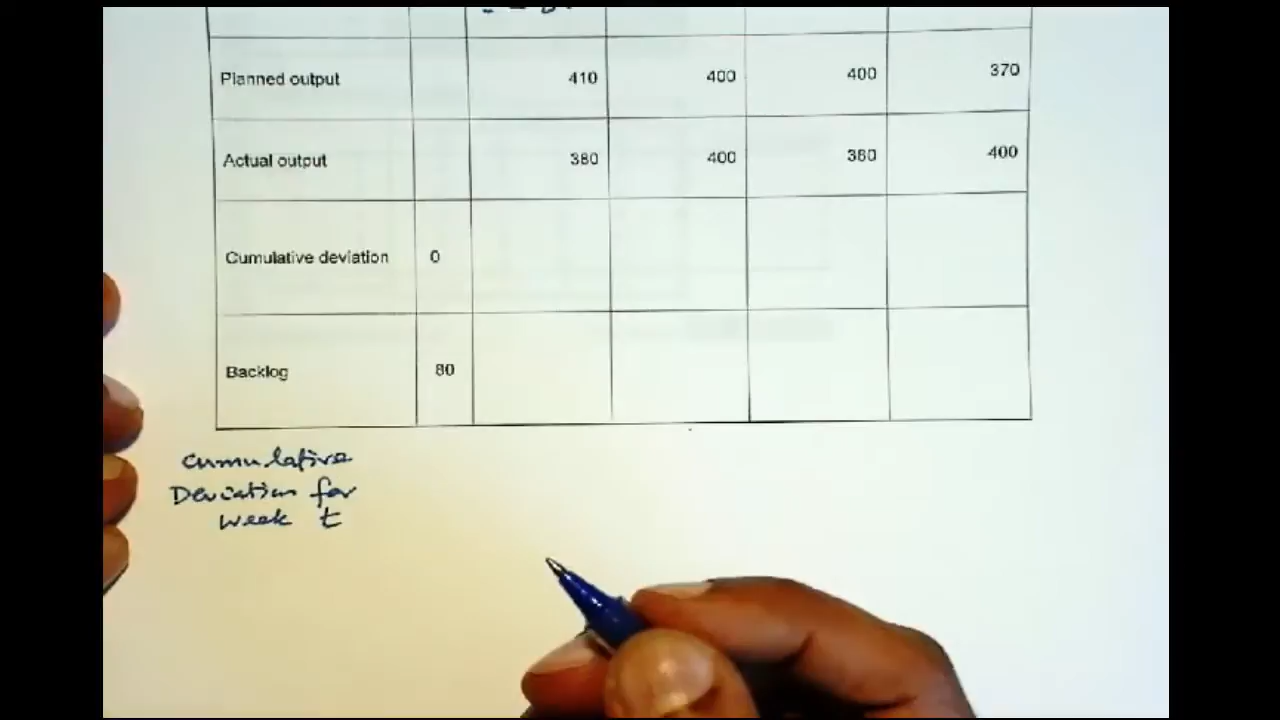 Planned output 410 400 400 370
Actual output 380 400 380 400
Cumulative deviation 0
Backlog 80
cumulative
Deviation for
week t